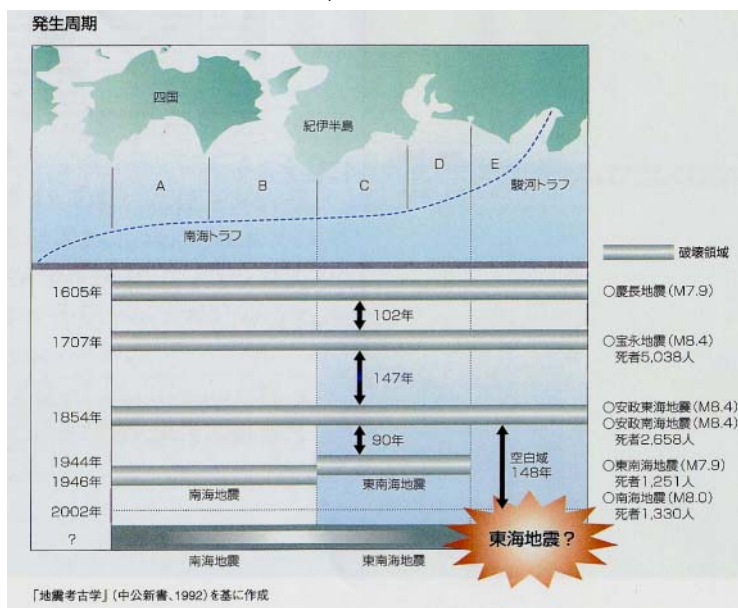 発生周期
四国
紀伊半島
A
B
C
D
E
駿河トラフ
南海トラフ
破壊領域
1605年
○慶長地震(M7.9)
102年
1707年
○宝永地震(M8.4)
死者5,038人
147年
1854年
○安政東海地震(M8.4)
○安政南海地震(M8.4)
死者2,658人
90年
空白域
148年
1944年
1946年
南海地震
東南海地震
○東南海地震(M7.9)
死者1,251人
○南海地震(M8.0)
死者1,330人
2002年
?
東海地震?
南海地震
東南海地震
「地震考古学」(中公新書、1992)を基に作成